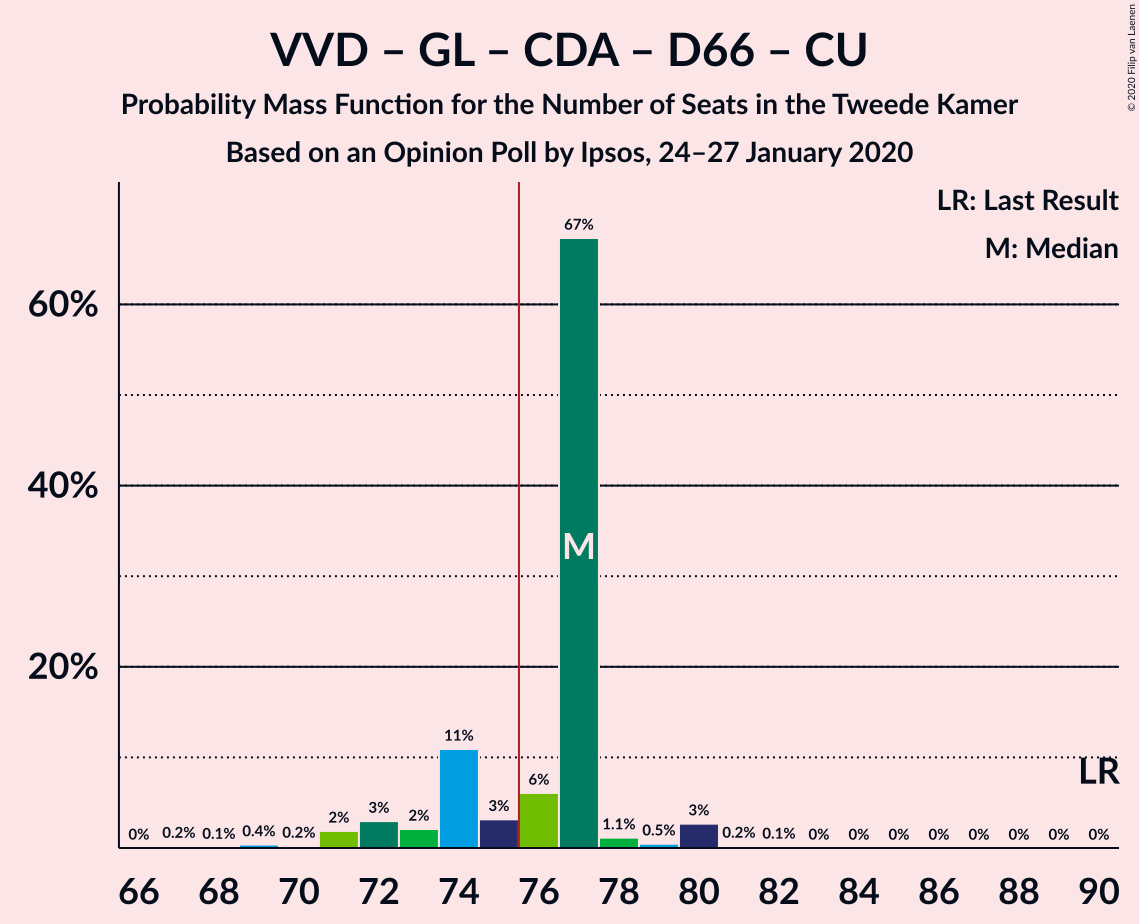 VVD – GL – CDA – D66 – CU
Probability Mass Function for the Number of Seats in the Tweede Kamer
Based on an Opinion Poll by Ipsos, 24–27 January 2020
© 2020 Filip van Laenen
LR: Last Result
M: Median
67%
60%
M
40%
20%
11%
LR
6%
0% 0.2% 0.1% 0.4% 0.2% 2% 3% 2% 3% 1.1% 0.5% 3% 0.2% 0.1% 0% 0% 0% 0% 0% 0% 0% 0%
66 68 70 72 74 76 78 80 82 84 86 88 90